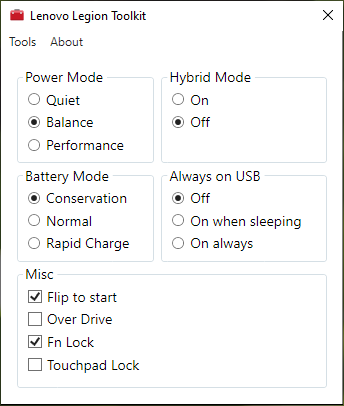 Lenovo Legion Toolkit
Tools About
Power Mode
Quiet
Balance
Performance
Hybrid Mode
On
Off
Battery Mode
Conservation
Normal
Rapid Charge
Always on USB
Off
On when sleeping
On always
Misc
Flip to start
Over Drive
Fn Lock
Touchpad Lock